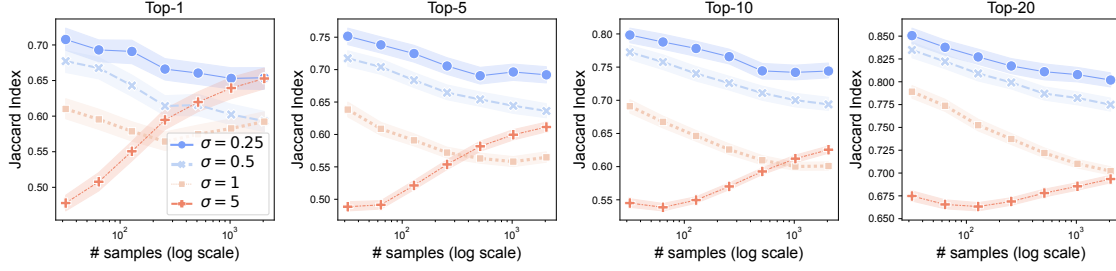 Top-1
Top-5
Top-10
Top-20
Jaccard Index
0.70
0.65
0.60
0.55
0.50
σ = 0.25
σ = 0.5
σ = 1
σ = 5
10²
10³
# samples (log scale)
Jaccard Index
0.75
0.70
0.65
0.60
0.55
0.50
10²
10³
# samples (log scale)
Jaccard Index
0.80
0.75
0.70
0.65
0.60
0.55
0.50
10²
10³
# samples (log scale)
Jaccard Index
0.850
0.825
0.800
0.775
0.750
0.725
0.700
0.675
0.650
10²
10³
# samples (log scale)